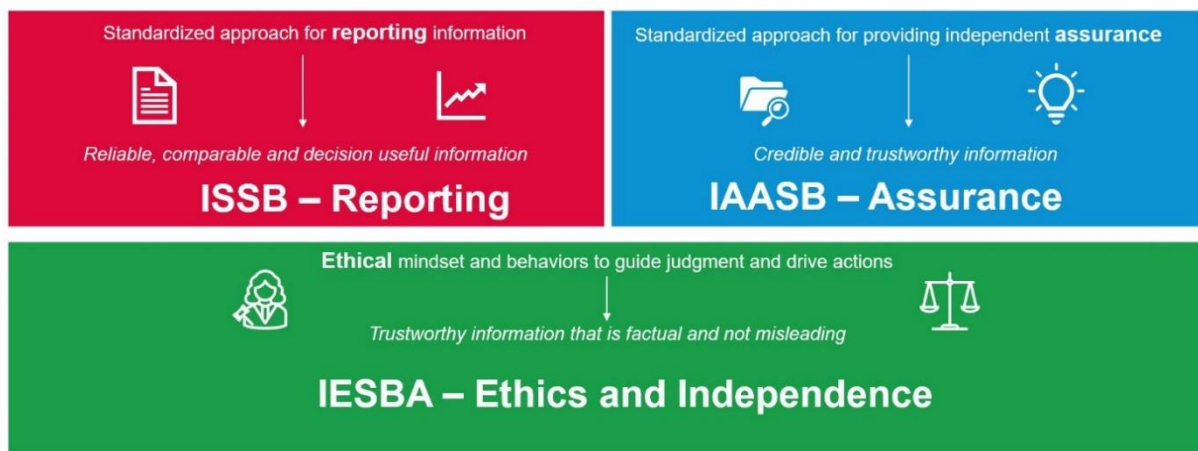 Standardized approach for reporting information
Reliable, comparable and decision useful information
ISSB – Reporting
Standardized approach for providing independent assurance
Credible and trustworthy information
IAASB – Assurance
Ethical mindset and behaviors to guide judgment and drive actions
Trustworthy information that is factual and not misleading
IESBA – Ethics and Independence